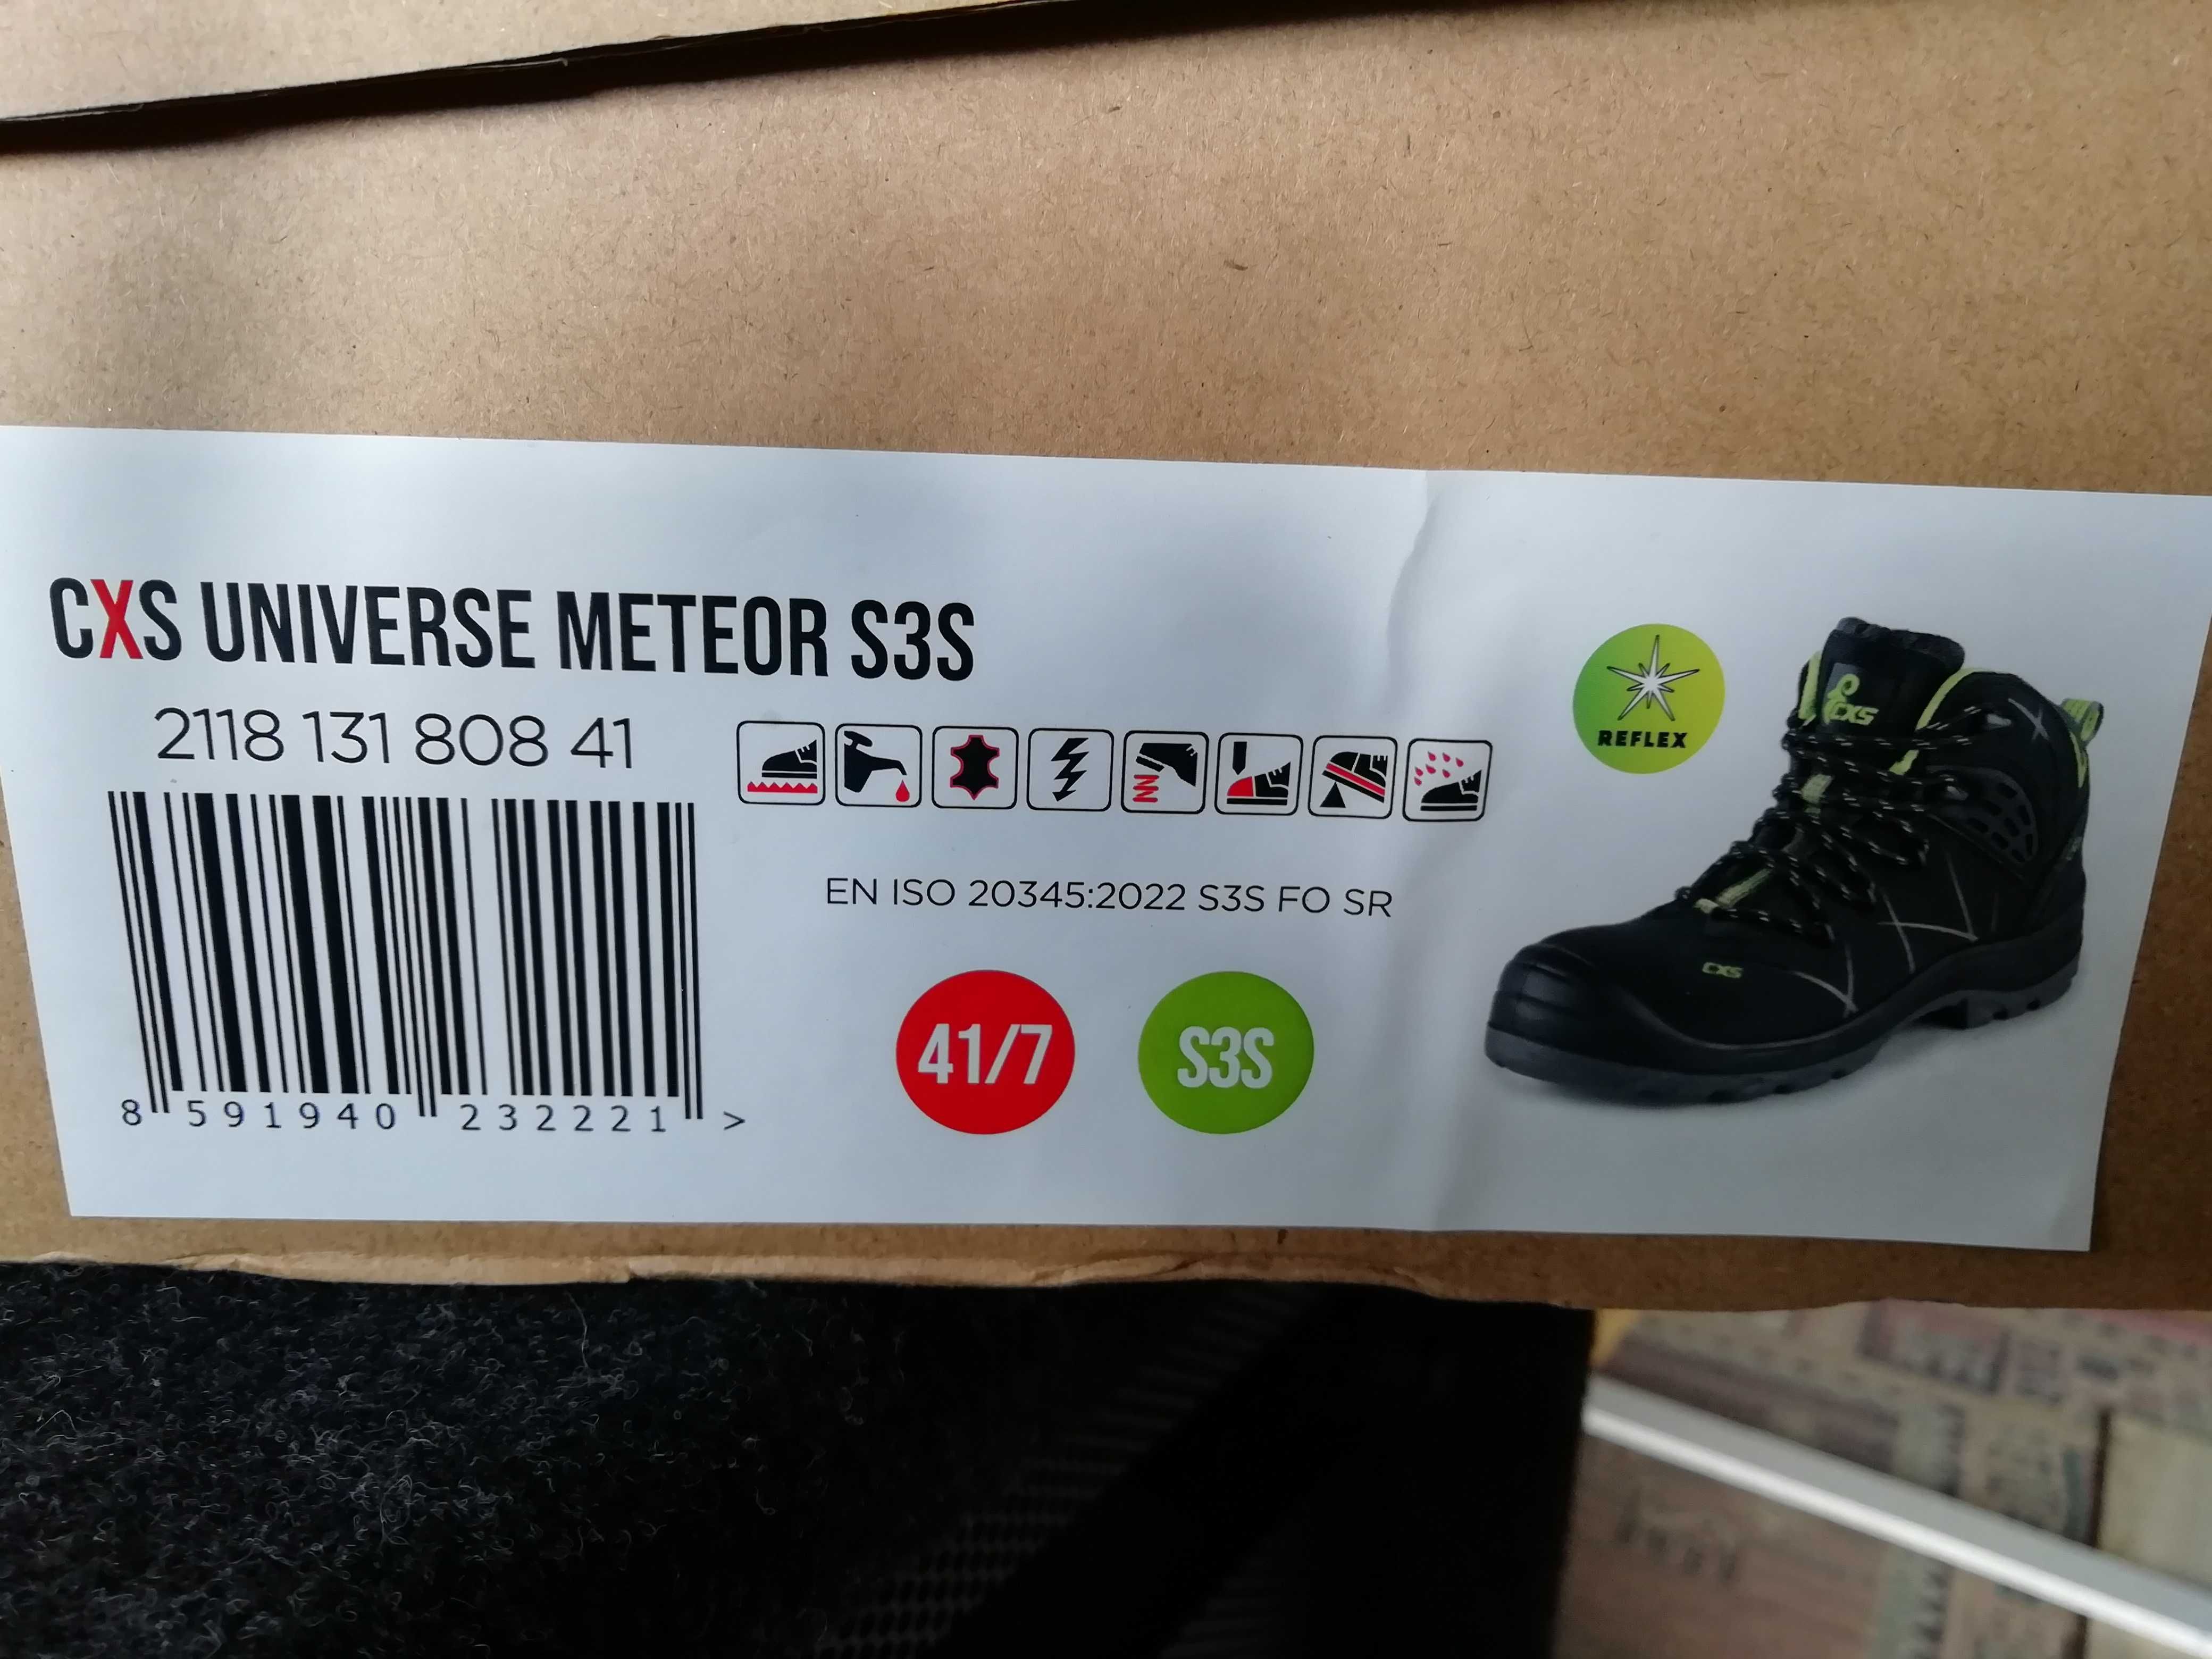 CXS UNIVERSE METEOR S3S
2118 131 808 41
8 591940 232221 >
EN ISO 20345:2022 S3S FO SR
41/7
S3S
REFLEX
CXS
CXS